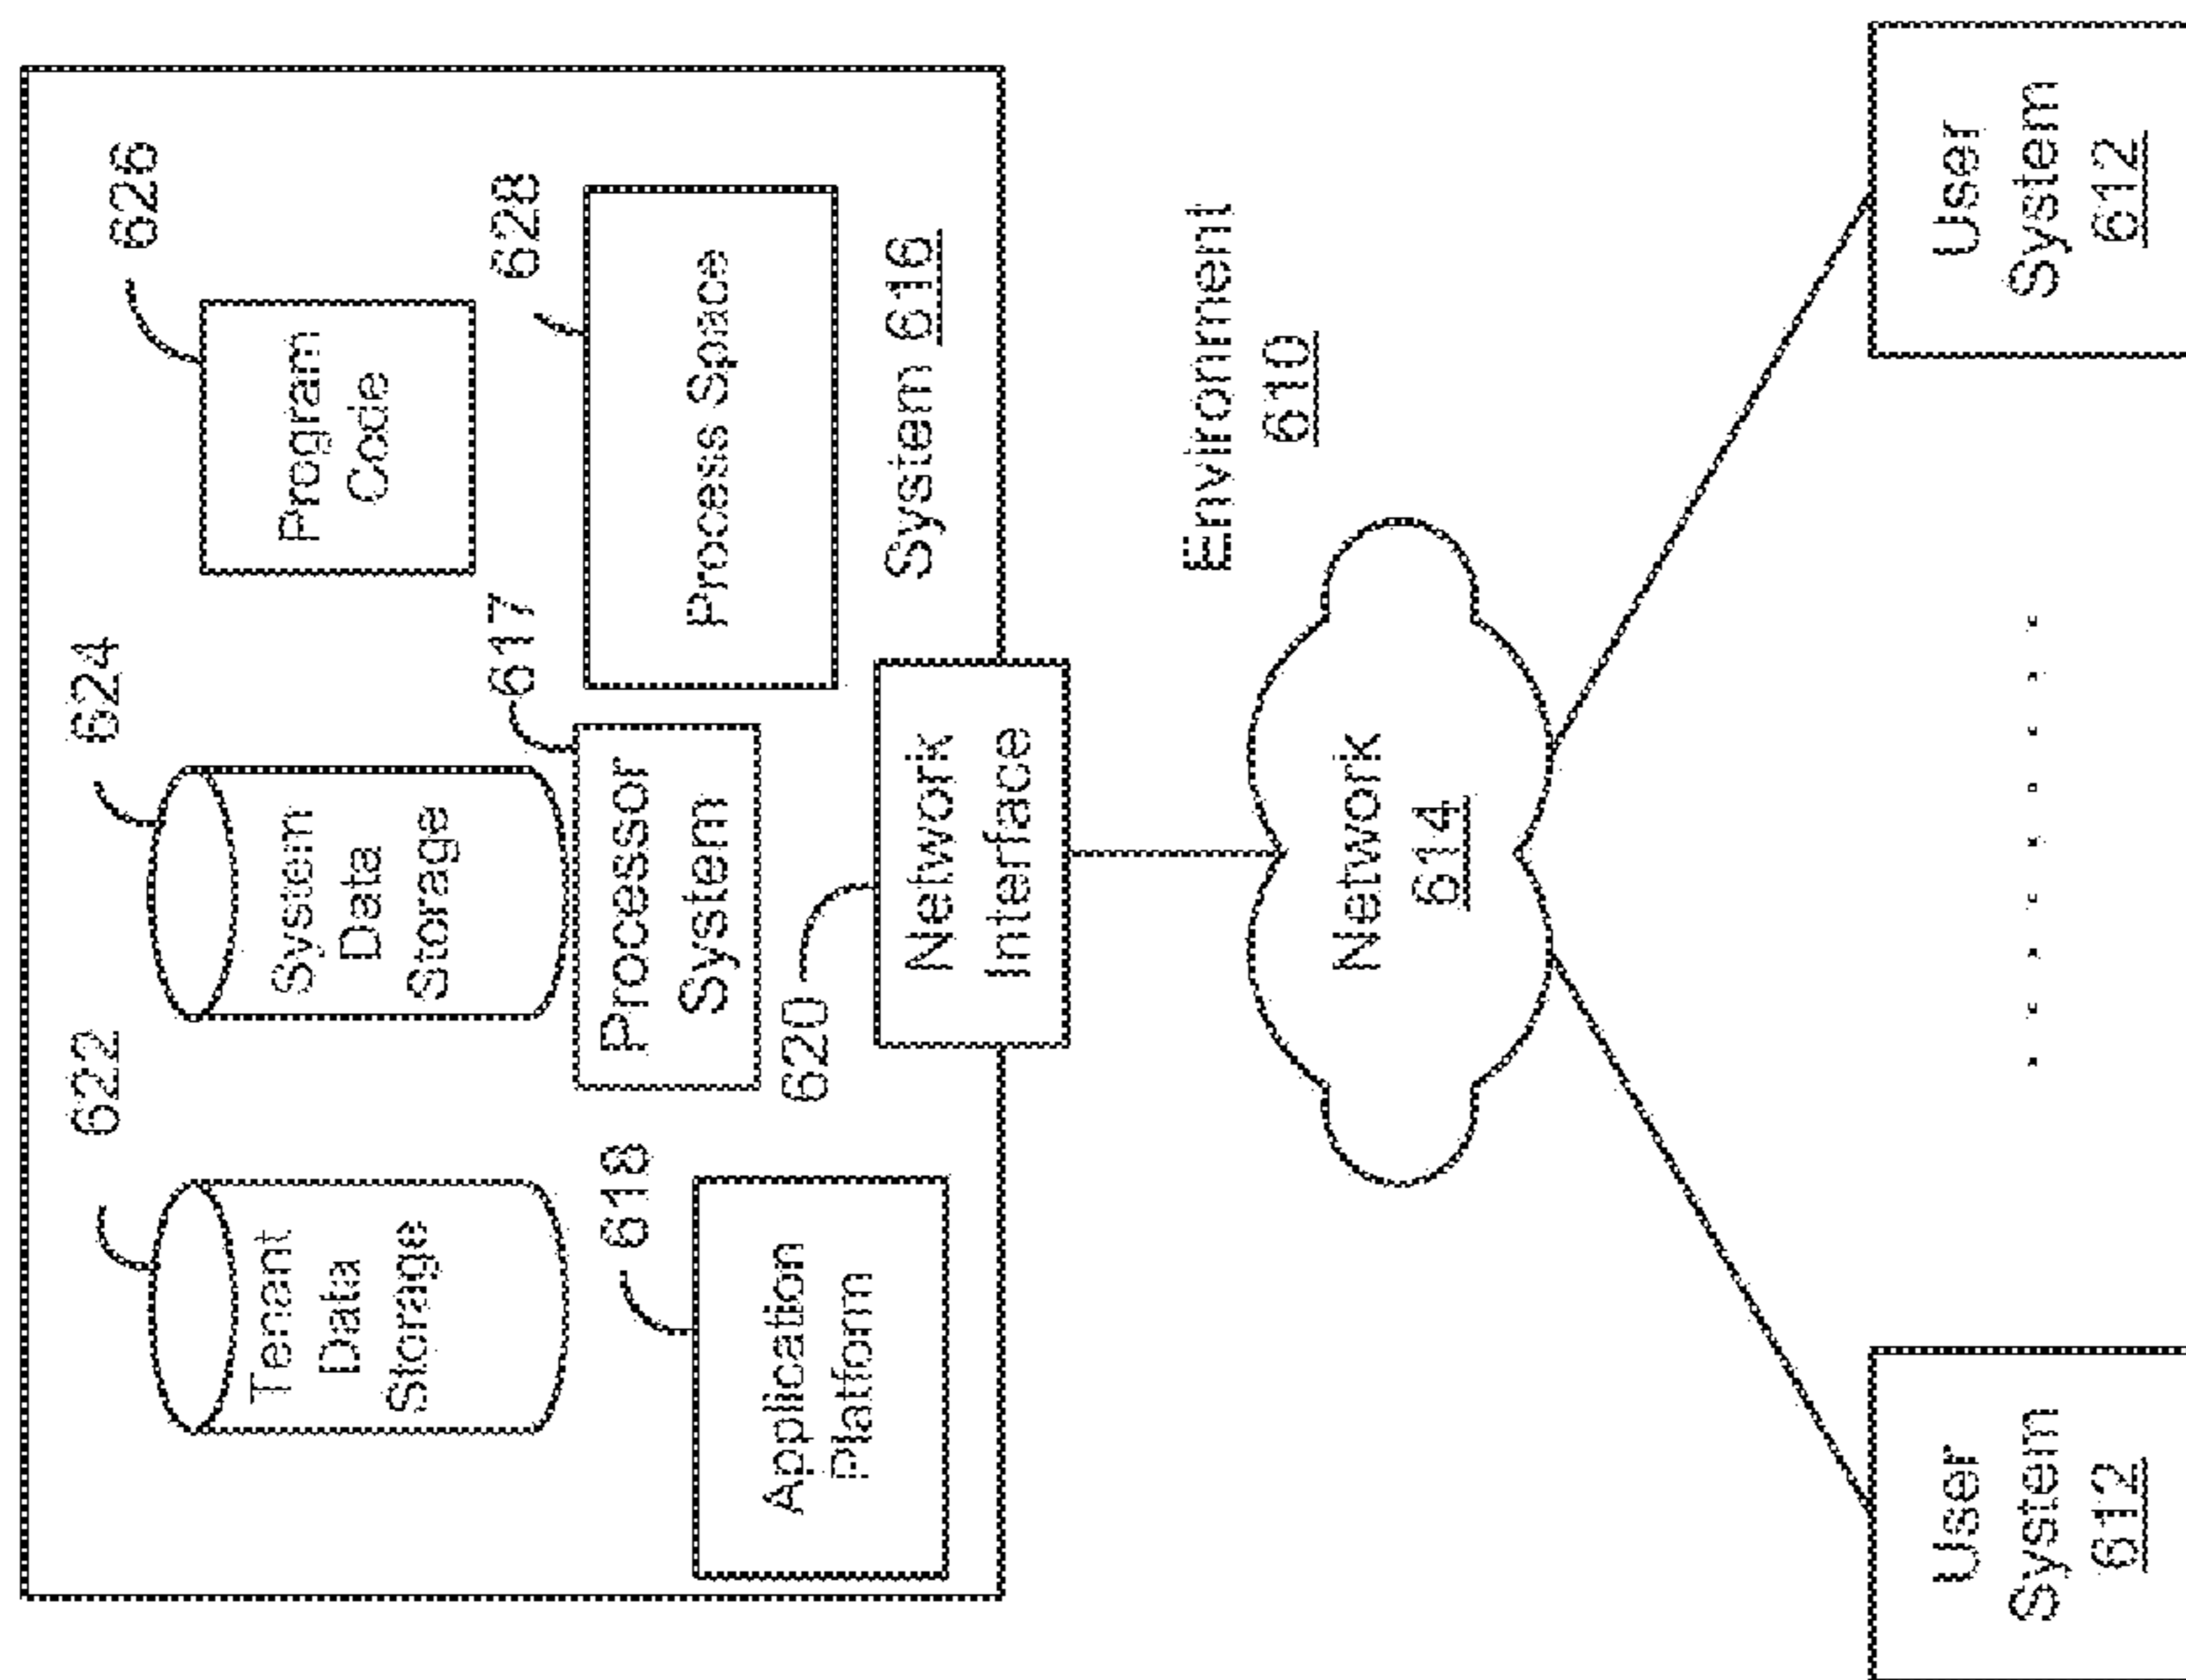 622
624
626
Tenant
Data
Storage
System
Data
Storage
Program
Code
618
617
628
Application
Platform
Processor
System
Process Space
620
Network
Interface
System 616
Environment
610
Network
614
User
System
612
User
System
612